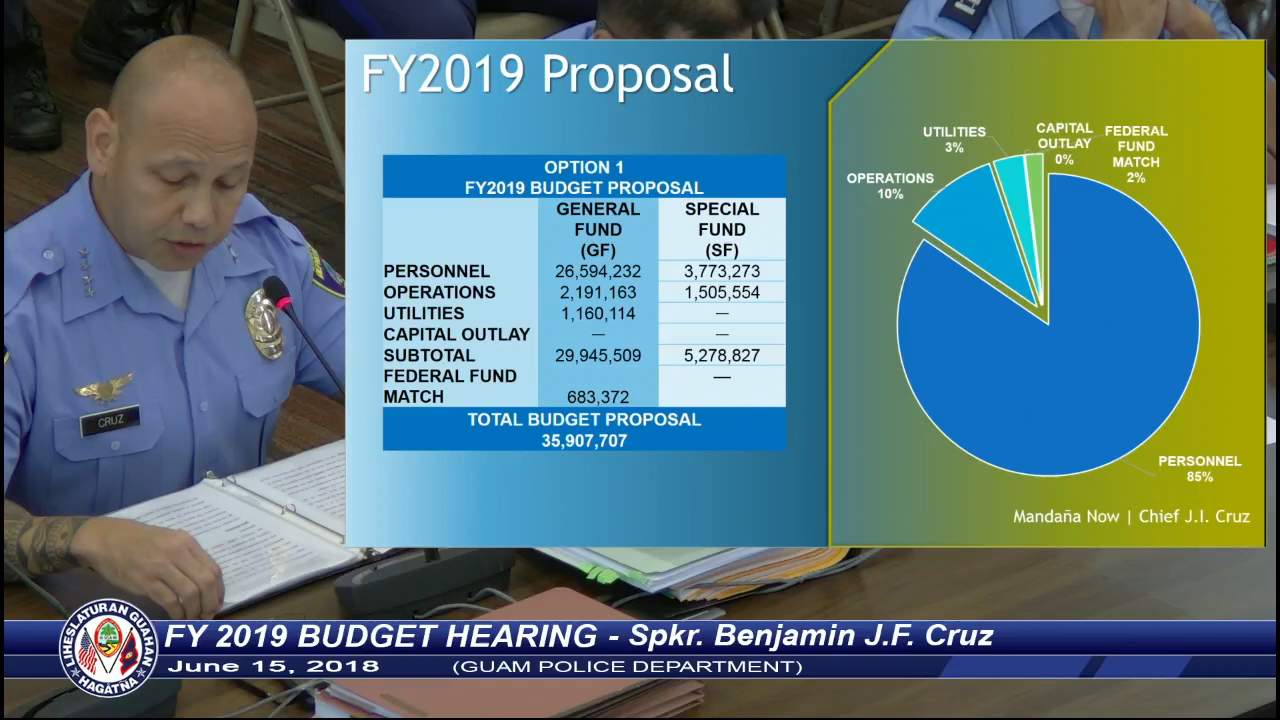 FY2019 Proposal
OPTION 1
FY2019 BUDGET PROPOSAL
GENERAL FUND (GF) SPECIAL FUND (SF)
PERSONNEL 26,594,232 3,773,273
OPERATIONS 2,191,163 1,505,554
UTILITIES 1,160,114 —
CAPITAL OUTLAY — —
SUBTOTAL 29,945,509 5,278,827
FEDERAL FUND —
MATCH 683,372
TOTAL BUDGET PROPOSAL
35,907,707
UTILITIES
3%
CAPITAL
OUTLAY
0%
FEDERAL
FUND
MATCH
2%
OPERATIONS
10%
PERSONNEL
85%
Mandaña Now | Chief J.I. Cruz
CRUZ
LIHESLATURAN GUÅHAN
HAGÅTÑA
FY 2019 BUDGET HEARING - Spkr. Benjamin J.F. Cruz
June 15, 2018 (GUAM POLICE DEPARTMENT)